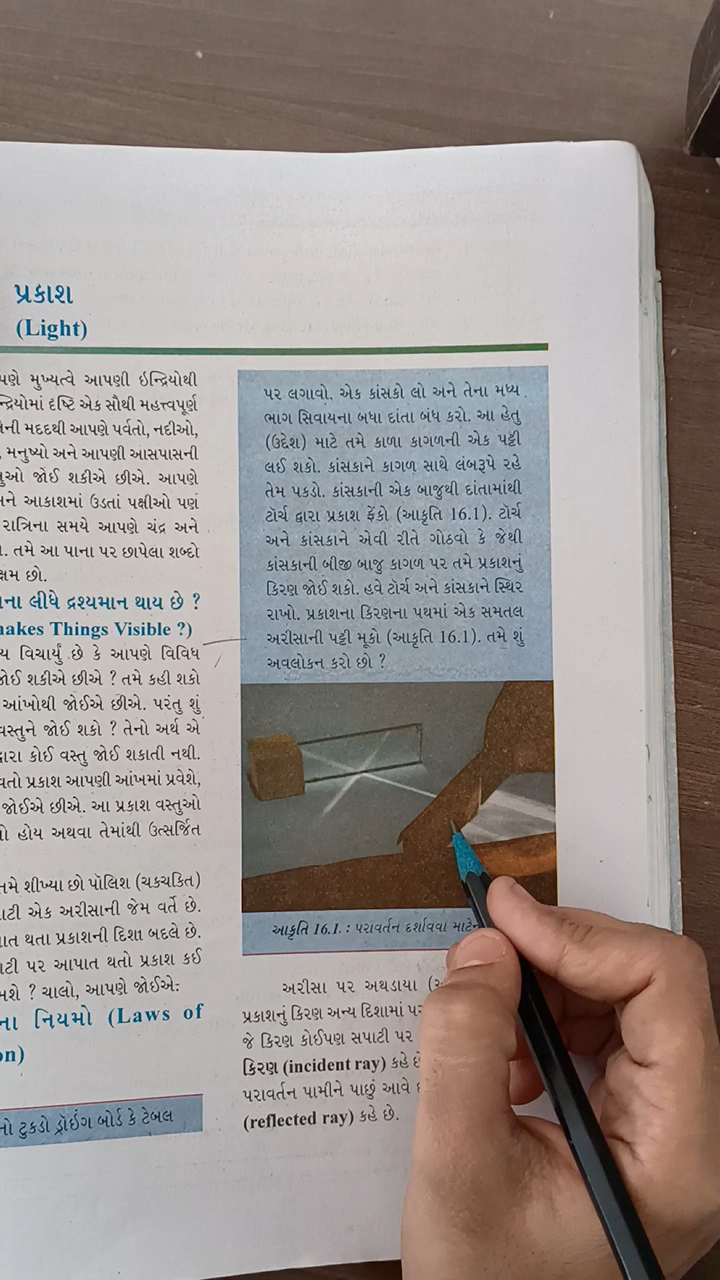 પ્રકાશ
(Light)
પણે મુખ્યત્વે આપણી ઇન્દ્રિયોથી
ન્દ્રિયોમાં દૃષ્ટિ એક સૌથી મહત્ત્વપૂર્ણ
મદદથી આપણે પર્વતો, નદીઓ,
મનુષ્યો અને આપણી આસપાસની
જોઈ શકીએ છીએ. આપણે
આકાશમાં ઉડતાં પક્ષીઓ પણ
રાત્રિના સમયે આપણે ચંદ્ર અને
. તમે આ પાના પર છાપેલા શબ્દો
ક્ષમ છો.
ના લીધે દ્રશ્યમાન થાય છે ?
makes Things Visible ?)
ય વિચાર્યું છે કે આપણે વિવિધ
જોઈ શકીએ છીએ ? તમે કહી શકો
આંખોથી જોઈએ છીએ. પરંતુ શું
વસ્તુને જોઈ શકો ? તેનો અર્થ એ
દ્વારા કોઈ વસ્તુ જોઈ શકાતી નથી.
વતો પ્રકાશ આપણી આંખમાં પ્રવેશે,
જોઈએ છીએ. આ પ્રકાશ વસ્તુઓ
હોય અથવા તેમાંથી ઉત્સર્જિત
તમે શીખ્યા છો પૉલિશ (ચકચકિત)
પાટી એક અરીસાની જેમ વર્તે છે.
પાત થતા પ્રકાશની દિશા બદલે છે.
પાટી પર આપાત થતો પ્રકાશ કઈ
મશે ? ચાલો, આપણે જોઈએ:
ના નિયમો (Laws of
on)
નો ટુકડો ડ્રૉઇંગ બોર્ડ કે ટેબલ
પર લગાવો. એક કાંસકો લો અને તેના મધ્ય
ભાગ સિવાયના બધા દાંતા બંધ કરો. આ હેતુ
(ઉદેશ) માટે તમે કાળા કાગળની એક પટ્ટી
લઈ શકો. કાંસકાને કાગળ સાથે લંબરૂપે રહે
તેમ પકડો. કાંસકાની એક બાજુથી દાંતામાંથી
ટૉર્ચ દ્વારા પ્રકાશ ફેંકો (આકૃતિ 16.1). ટૉર્ચ
અને કાંસકાને એવી રીતે ગોઠવો કે જેથી
કાંસકાની બીજી બાજુ કાગળ પર તમે પ્રકાશનું
કિરણ જોઈ શકો. હવે ટૉર્ચ અને કાંસકાને સ્થિર
રાખો. પ્રકાશના કિરણના પથમાં એક સમતલ
અરીસાની પટ્ટી મૂકો (આકૃતિ 16.1). તમે શું
અવલોકન કરો છો ?
આકૃતિ 16.1 : પરાવર્તન દર્શાવવા માટે
અરીસા પર અથડાયા
પ્રકાશનું કિરણ અન્ય દિશામાં
જે કિરણ કોઈપણ સપાટી પર
કિરણ (incident ray) કહે છે
પરાવર્તન પામીને પાછું આવે
(reflected ray) કહે છે.